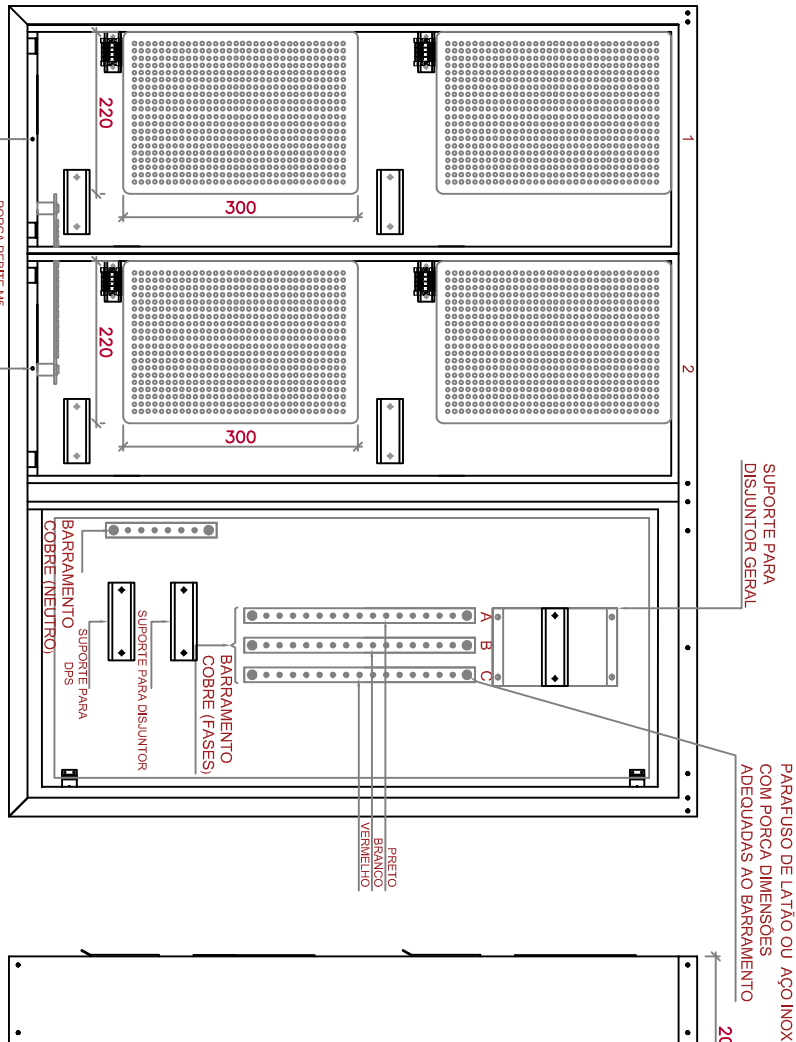 1
220
300
2
220
300
SUPORTE PARA
DISJUNTOR GERAL
BARRAMENTO
COBRE (NEUTRO)
SUPORTE PARA
DPS
SUPORTE PARA DISJUNTOR
BARRAMENTO
COBRE (FASES)
A
B
C
PRETO
BRANCO
VERMELHO
PARAFUSO DE LATÃO OU AÇO INOX
COM PORCA DIMENSÕES
ADEQUADAS AO BARRAMENTO